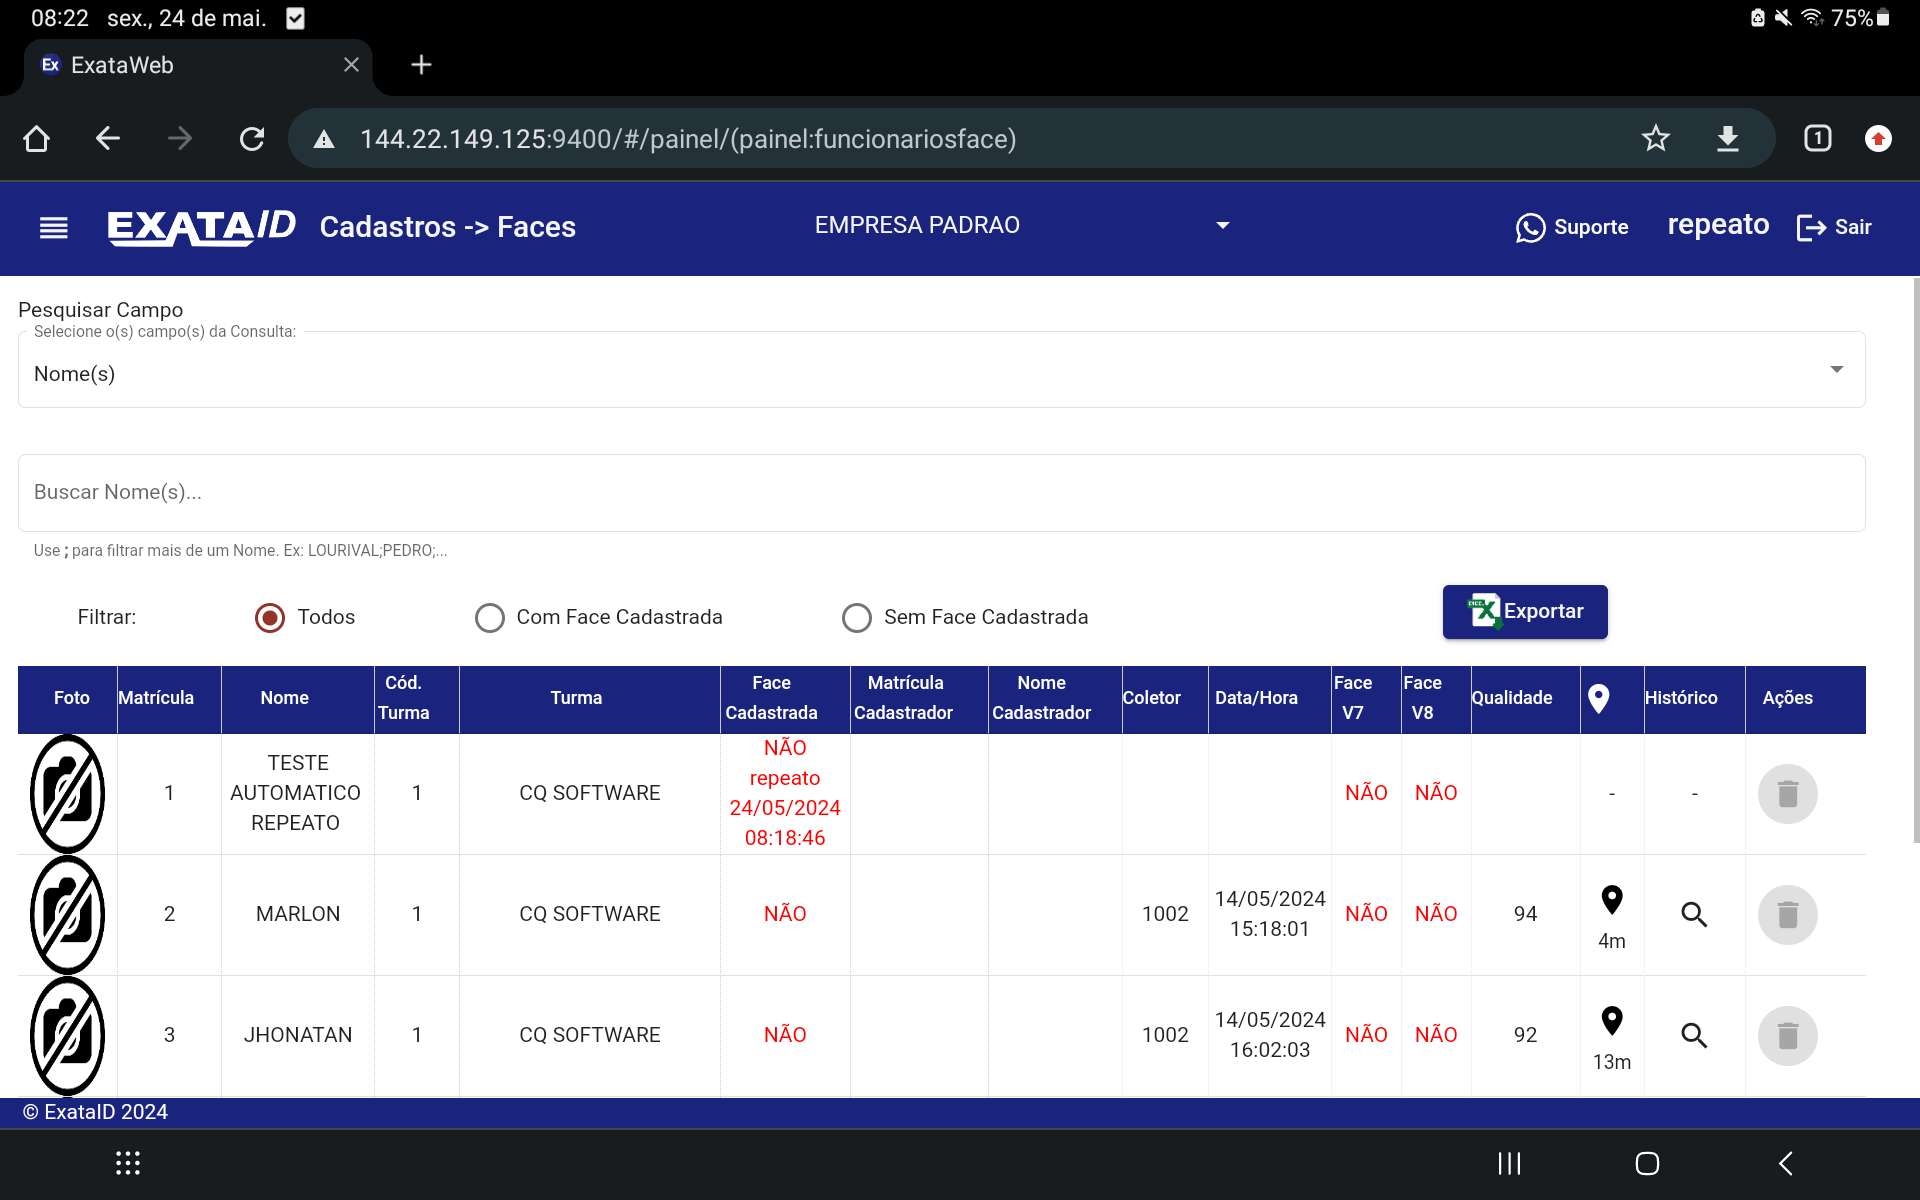 08:22 sex., 24 de mai. 75%
Ex ExataWeb
144.22.149.125:9400/#/painel/(painel:funcionariosface) 1
EXATA/ID Cadastros -> Faces EMPRESA PADRAO Suporte repeato Sair
Pesquisar Campo
Selecione o(s) campo(s) da Consulta:
Nome(s)
Buscar Nome(s)...
Use ; para filtrar mais de um Nome. Ex: LOURIVAL;PEDRO;...
Filtrar: Todos Com Face Cadastrada Sem Face Cadastrada Exportar
Foto Matrícula Nome Cód. Turma Turma Face Cadastrada Matrícula Cadastrador Nome Cadastrador Coletor Data/Hora Face V7 Face V8 Qualidade Histórico Ações
1 TESTE AUTOMATICO REPEATO 1 CQ SOFTWARE NÃO repeato 24/05/2024 08:18:46 NÃO NÃO - -
2 MARLON 1 CQ SOFTWARE NÃO 1002 14/05/2024 15:18:01 NÃO NÃO 94 4m
3 JHONATAN 1 CQ SOFTWARE NÃO 1002 14/05/2024 16:02:03 NÃO NÃO 92 13m
© ExataID 2024